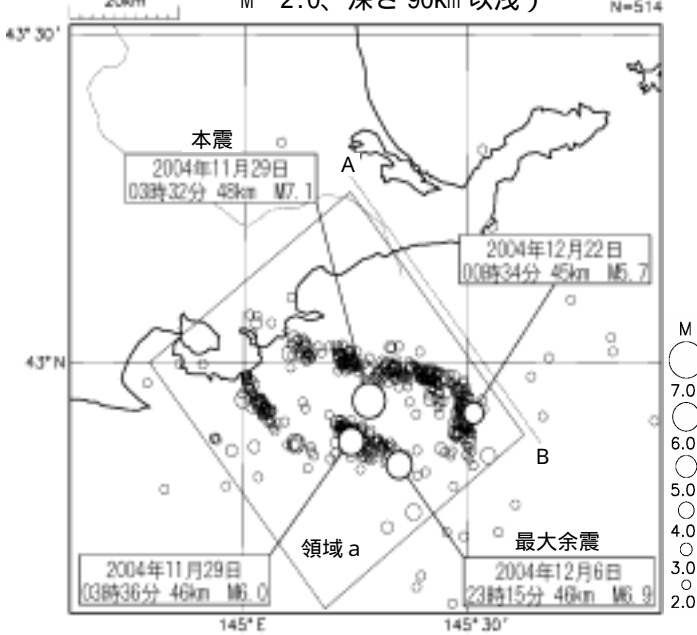 20km
M 2.0、深さ 90km 以浅）
N=514
43°30'
本震
2004年11月29日
03時32分 48km M7.1
A
2004年12月22日
00時34分 45km M5.7
43°N
M
7.0
6.0
5.0
4.0
3.0
2.0
B
領域a
最大余震
2004年11月29日
03時36分 46km M6.0
2004年12月6日
23時15分 46km M6.9
145°E
145°30'